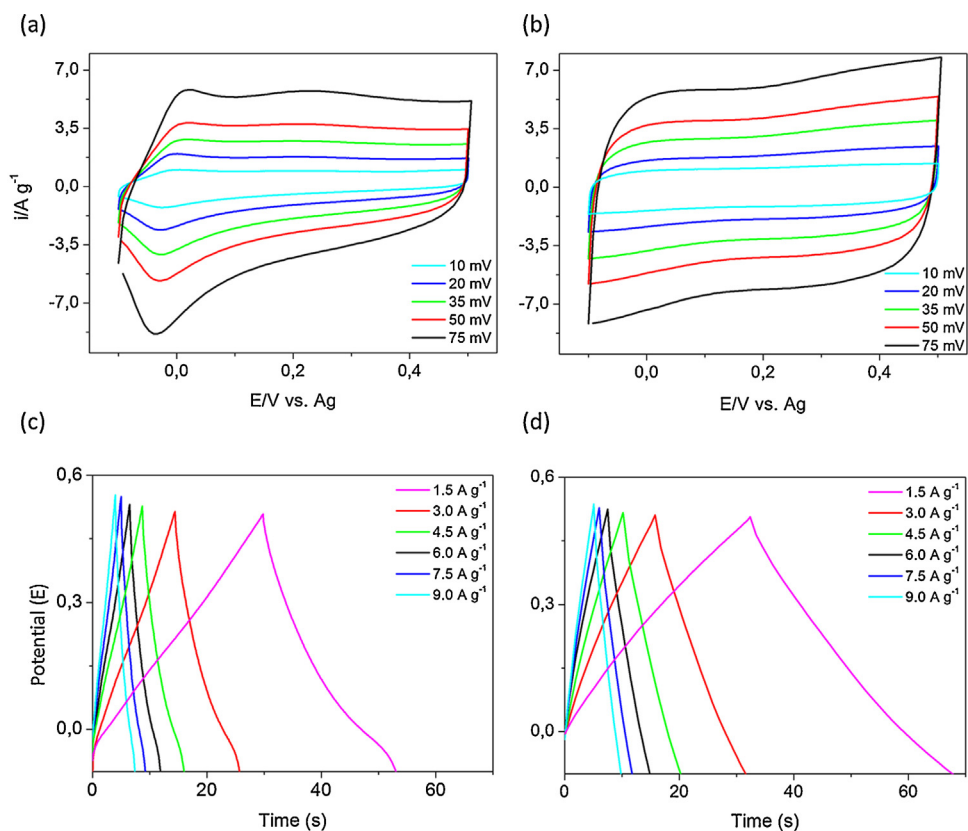 (a)
7,0
3,5
0,0
-3,5
-7,0
i/A g⁻¹
10 mV
20 mV
35 mV
50 mV
75 mV
0,0 0,2 0,4
E/V vs. Ag
(b)
7,0
3,5
0,0
-3,5
-7,0
10 mV
20 mV
35 mV
50 mV
75 mV
0,0 0,2 0,4
E/V vs. Ag
(c)
0,6
0,3
0,0
Potential (E)
1.5 A g⁻¹
3.0 A g⁻¹
4.5 A g⁻¹
6.0 A g⁻¹
7.5 A g⁻¹
9.0 A g⁻¹
0 20 40 60
Time (s)
(d)
0,6
0,3
0,0
1.5 A g⁻¹
3.0 A g⁻¹
4.5 A g⁻¹
6.0 A g⁻¹
7.5 A g⁻¹
9.0 A g⁻¹
0 20 40 60
Time (s)